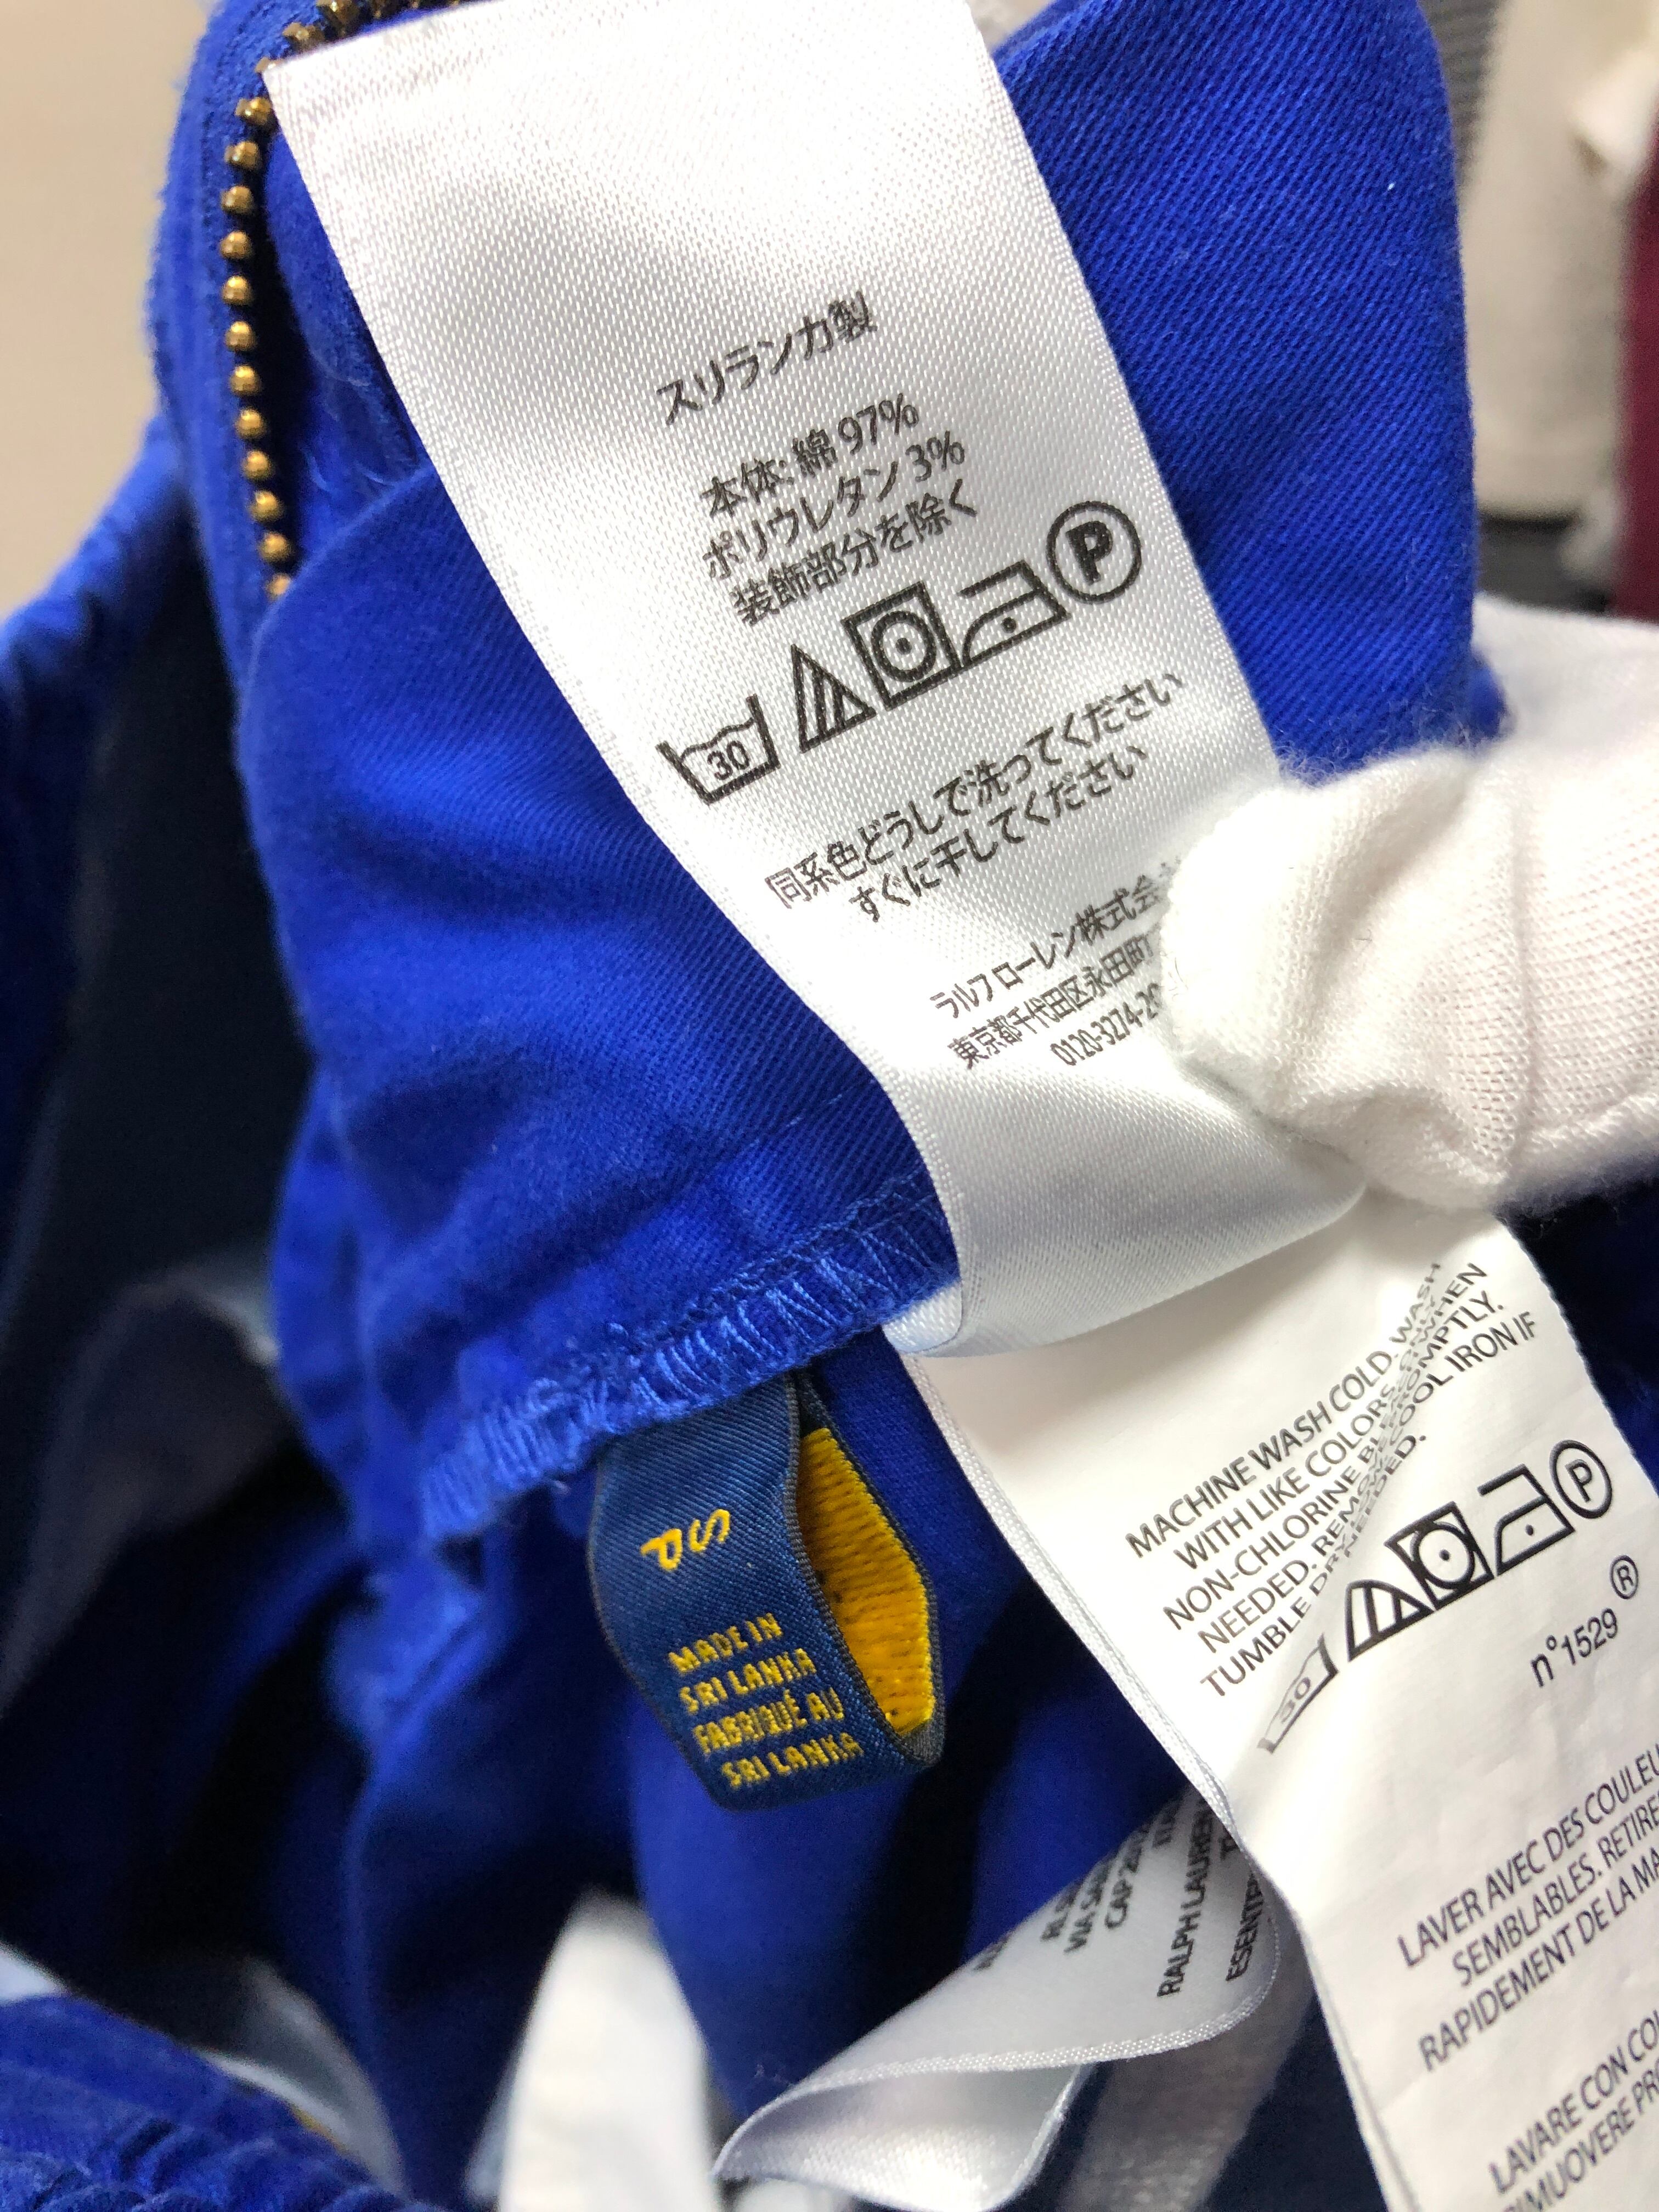 スリランカ製
本体: 綿 97%
ポリウレタン 3%
装飾部分を除く
30
P
同系色どうしで洗ってください
すぐに干してください
ラルフ ローレン株式会
東京都千代田区永田町
0120-3274-20
SP
MADE IN
SRI LANKA
FABRIQUÉ AU
SRI LANKA
MACHINE WASH COLD. WASH
WITH LIKE COLORS. ONLY
NON-CHLORINE BLEACH WHEN
NEEDED. REMOVE PROMPTLY.
TUMBLE DRY. COOL IRON IF
NEEDED.
30
P
n°1529®
LAVER AVEC DES COULEU
SEMBLABLES. RETIRE
RAPIDEMENT DE LA MA
LAVARE CON CO
RALPH LAUREN
VIA SA
CAP 201